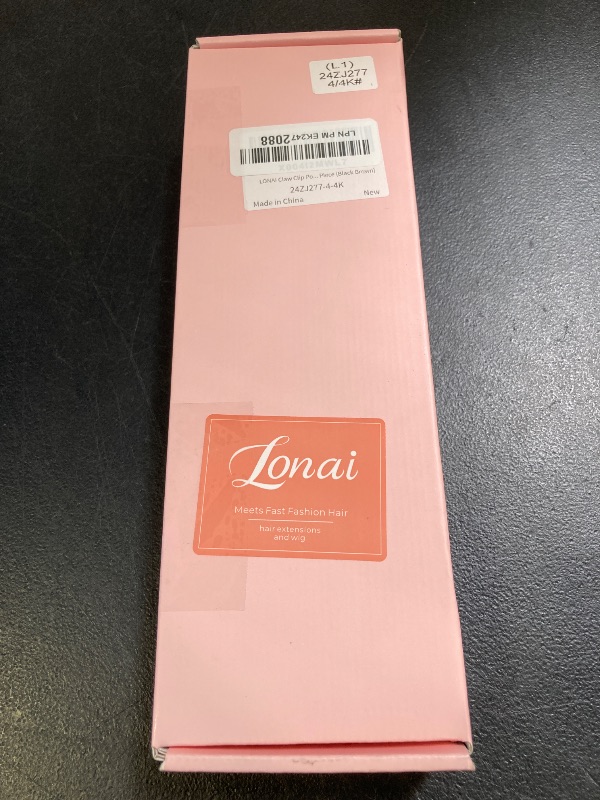 (L1)
24ZJ277
4/4K#
LPN PM EK2472088
LONAI Claw Clip Po... Piece (Black Brown)
24ZJ277-4-4K
New
Made in China
Lonai
Meets Fast Fashion Hair
hair extensions
and wig